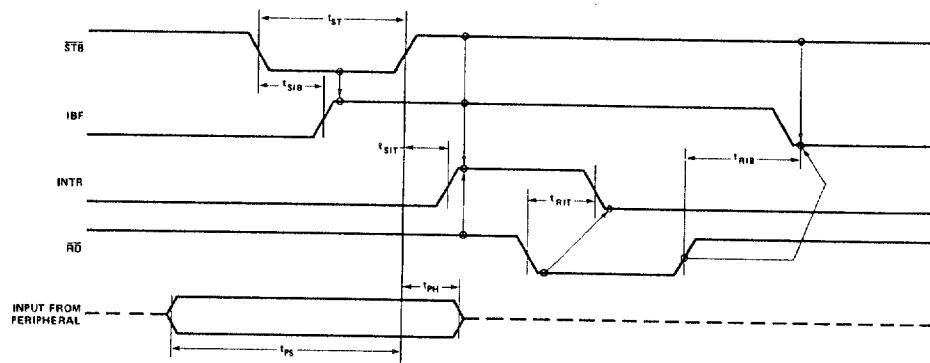 tST
STB
tSIB
IBF
tSIT
tRIB
INTR
tRIT
RD
tPH
INPUT FROM
PERIPHERAL
tPS